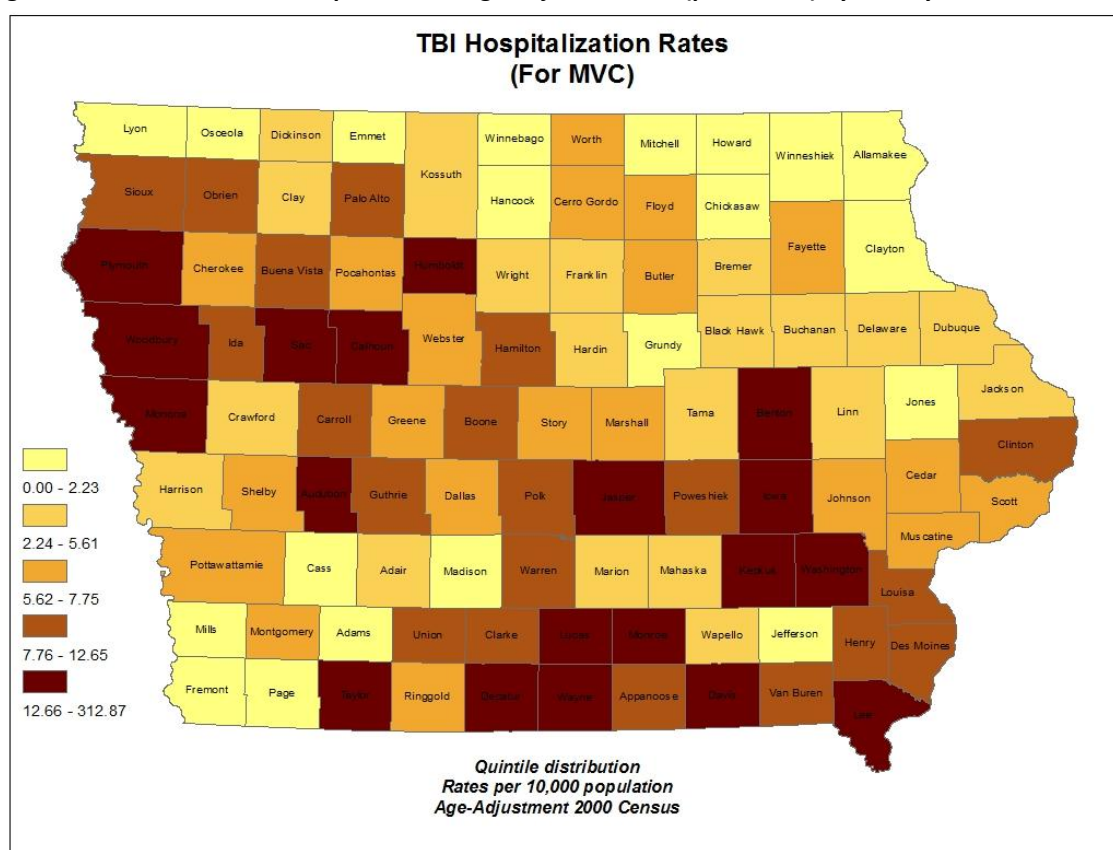 TBI Hospitalization Rates
(For MVC)
Lyon Osceola Dickinson Emmet Winnebago Worth Mitchell Howard Winneshiek Allamakee
Kossuth
Sioux Obrien Clay Palo Alto Hancock Cerro Gordo Floyd Chickasaw
Fayette Clayton
Plymouth Cherokee Buena Vista Pocahontas Humboldt Wright Franklin Butler Bremer
Woodbury Ida Sac Calhoun Webster Hamilton Hardin Grundy Black Hawk Buchanan Delaware Dubuque
Jackson
Monona Crawford Carroll Greene Boone Story Marshall Tama Benton Linn Jones
Clinton
Harrison Shelby Audubon Guthrie Dallas Polk Jasper Poweshiek Iowa Johnson Cedar
Scott
Muscatine
Pottawattamie Cass Adair Madison Warren Marion Mahaska Keokuk Washington
Louisa
Mills Montgomery Adams Union Clarke Lucas Monroe Wapello Jefferson Henry Des Moines
Fremont Page Taylor Ringgold Decatur Wayne Appanoose Davis Van Buren
Lee
0.00 - 2.23
2.24 - 5.61
5.62 - 7.75
7.76 - 12.65
12.66 - 312.87
Quintile distribution
Rates per 10,000 population
Age-Adjustment 2000 Census